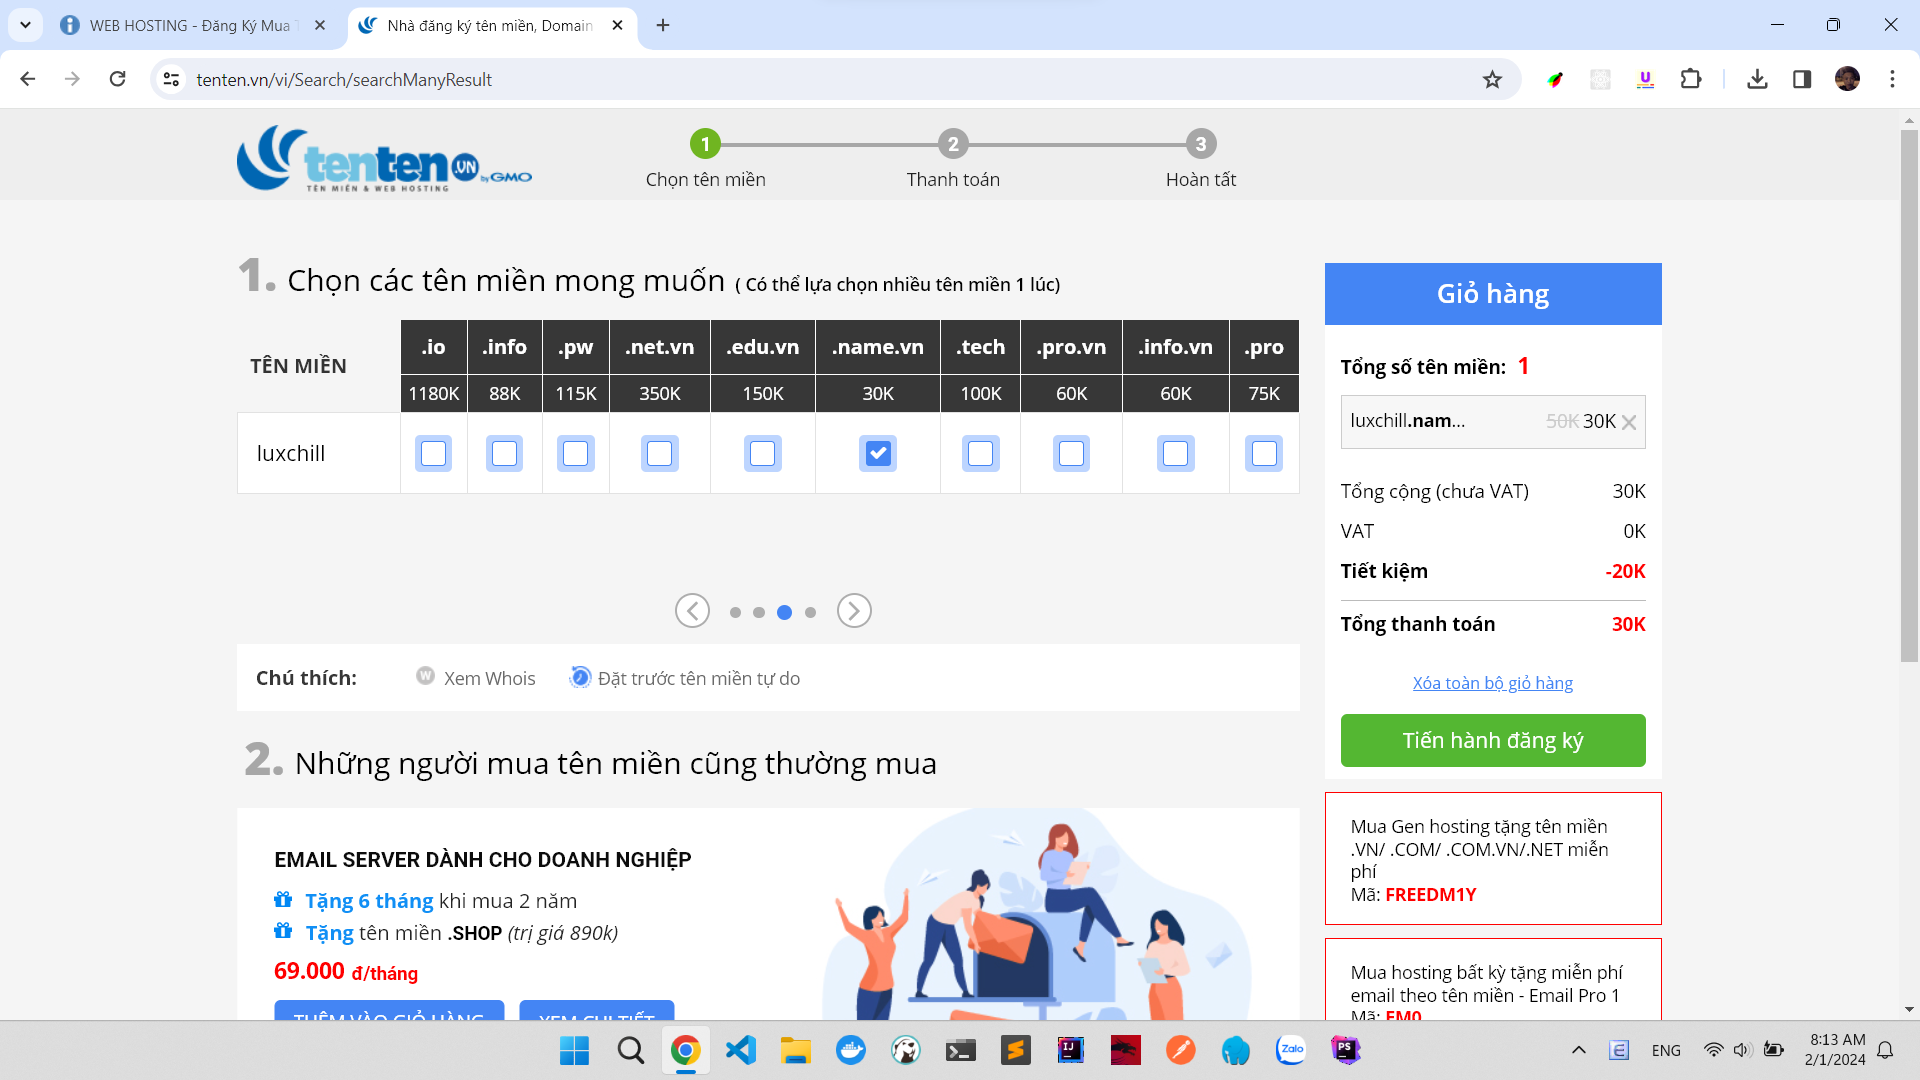 WEB HOSTING - Đăng Ký Mua
Nhà đăng ký tên miền, Domain
tenten.vn/vi/Search/searchManyResult
tenten.VN by GMO
TÊN MIỀN & WEB HOSTING
1
2
3
Chọn tên miền
Thanh toán
Hoàn tất
1. Chọn các tên miền mong muốn ( Có thể lựa chọn nhiều tên miền 1 lúc)
TÊN MIỀN
.io .info .pw .net.vn .edu.vn .name.vn .tech .pro.vn .info.vn .pro
1180K 88K 115K 350K 150K 30K 100K 60K 60K 75K
luxchill
Chú thích: W Xem Whois Đặt trước tên miền tự do
2. Những người mua tên miền cũng thường mua
EMAIL SERVER DÀNH CHO DOANH NGHIỆP
Tặng 6 tháng khi mua 2 năm
Tặng tên miền .SHOP (trị giá 890k)
69.000 đ/tháng
THÊM VÀO GIỎ HÀNG XEM CHI TIẾT
Giỏ hàng
Tổng số tên miền: 1
luxchill.nam... 50K 30K
Tổng cộng (chưa VAT) 30K
VAT 0K
Tiết kiệm -20K
Tổng thanh toán 30K
Xóa toàn bộ giỏ hàng
Tiến hành đăng ký
Mua Gen hosting tặng tên miền
.VN/ .COM/ .COM.VN/.NET miễn
phí
Mã: FREEDM1Y
Mua hosting bất kỳ tặng miễn phí
email theo tên miền - Email Pro 1
Mã: EM0
IJ
Zalo
PS
E
ENG
8:13 AM
2/1/2024